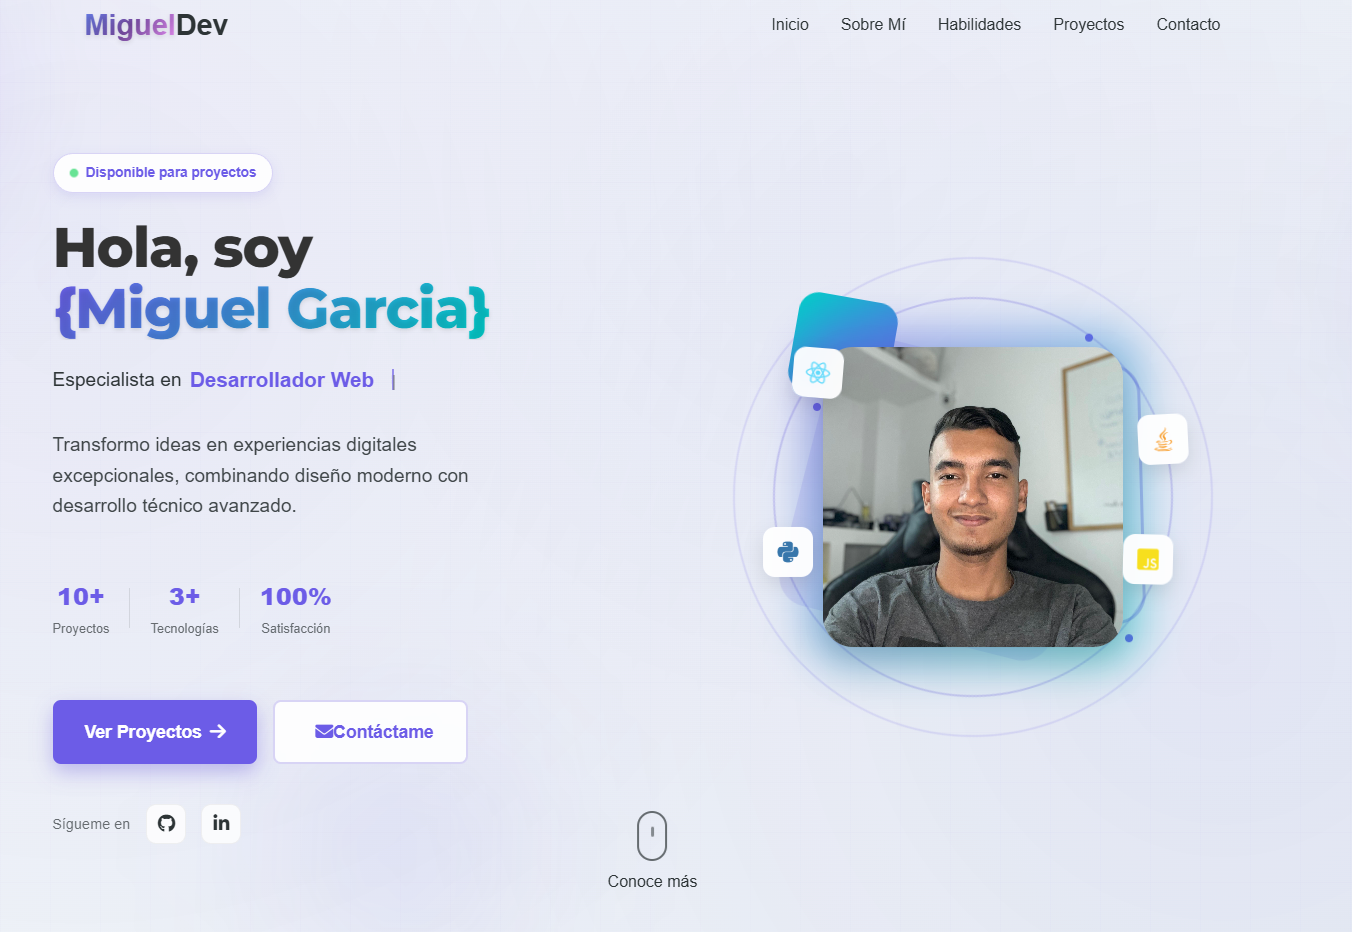 MiguelDev
Inicio Sobre Mí Habilidades Proyectos Contacto
Disponible para proyectos
Hola, soy
{Miguel Garcia}
Especialista en Desarrollador Web |
Transformo ideas en experiencias digitales
excepcionales, combinando diseño moderno con
desarrollo técnico avanzado.
10+ 3+ 100%
Proyectos Tecnologías Satisfacción
Ver Proyectos → Contáctame
Sígueme en in
JS
Conoce más